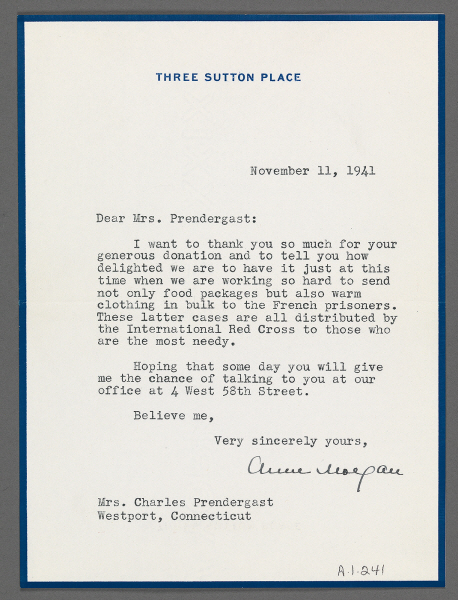 THREE SUTTON PLACE
November 11, 1941
Dear Mrs. Prendergast:
I want to thank you so much for your
generous donation and to tell you how
delighted we are to have it just at this
time when we are working so hard to send
not only food packages but also warm
clothing in bulk to the French prisoners.
These latter cases are all distributed by
the International Red Cross to those who
are the most needy.
Hoping that some day you will give
me the chance of talking to you at our
office at 4 West 58th Street.
Believe me,
Very sincerely yours,
Anne Morgan
Mrs. Charles Prendergast
Westport, Connecticut
A.1.241